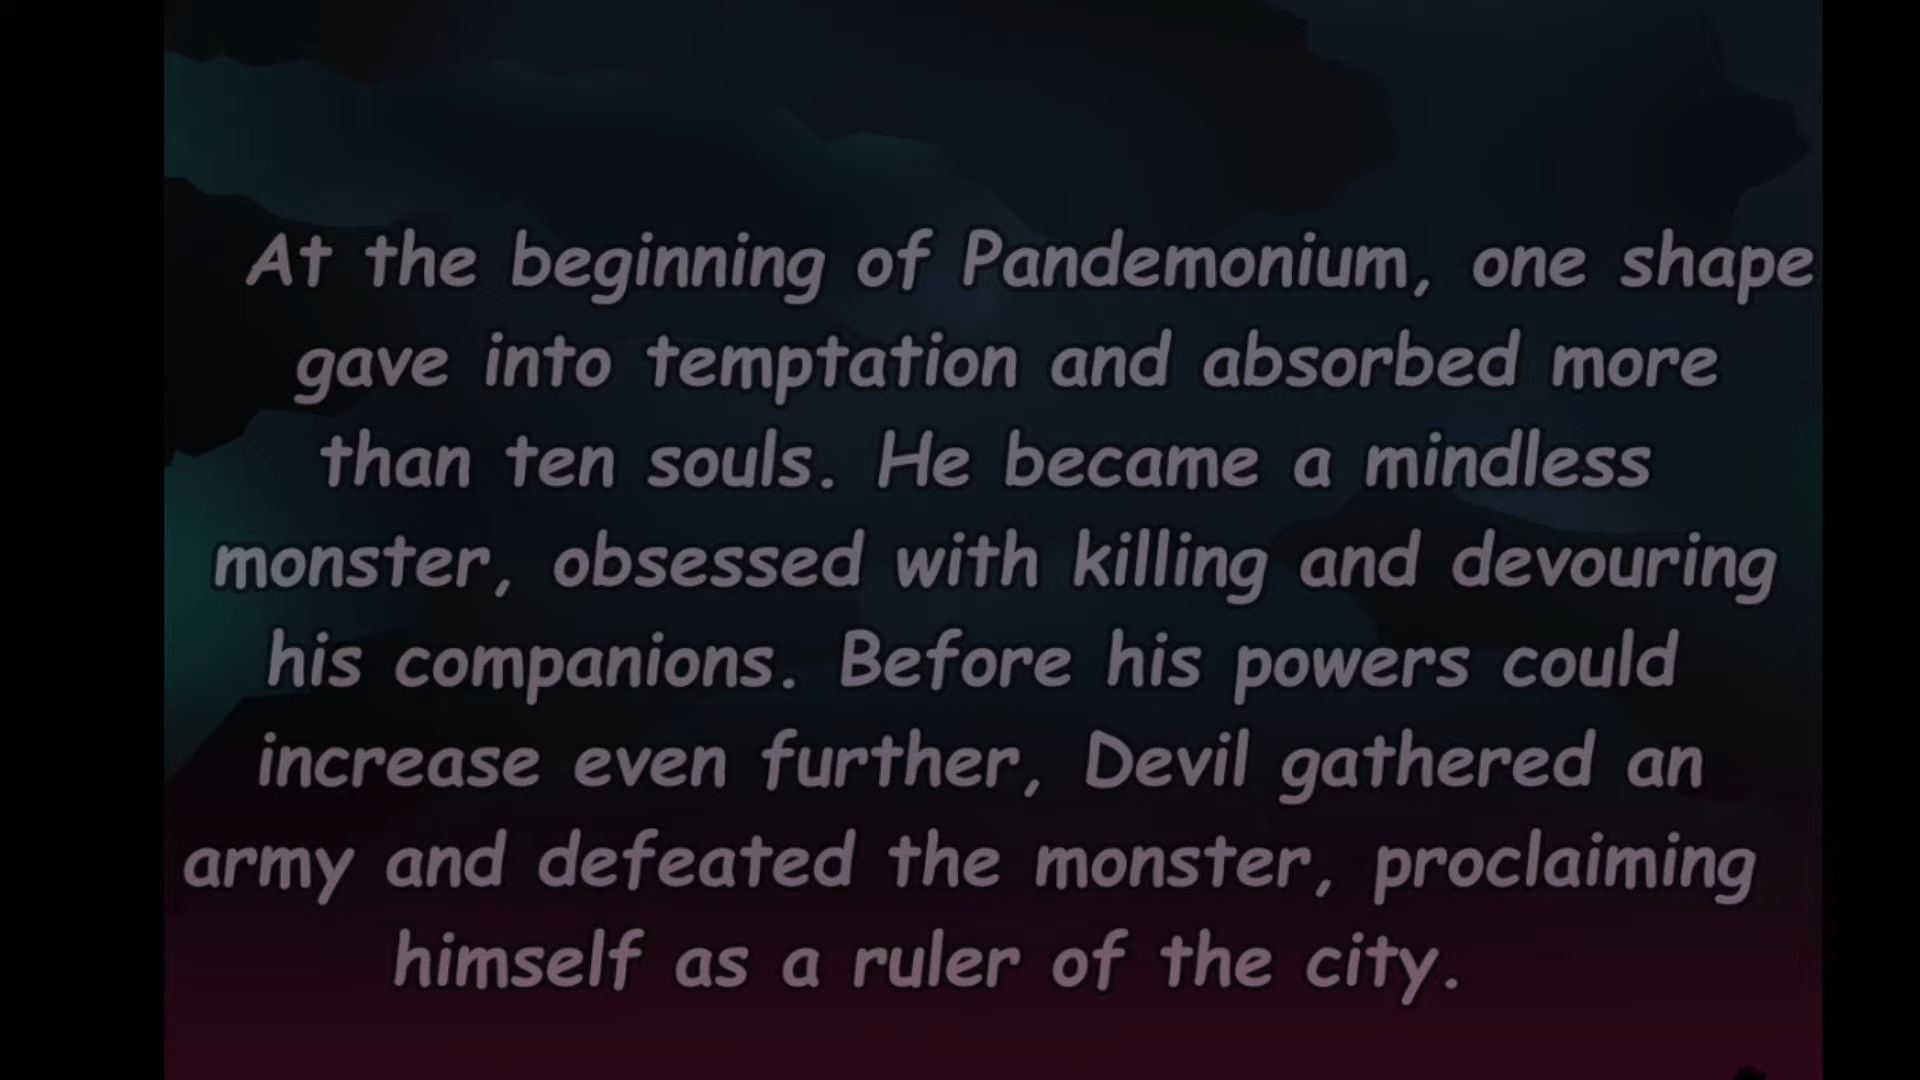 At the beginning of Pandemonium, one shape
gave into temptation and absorbed more
than ten souls. He became a mindless
monster, obsessed with killing and devouring
his companions. Before his powers could
increase even further, Devil gathered an
army and defeated the monster, proclaiming
himself as a ruler of the city.